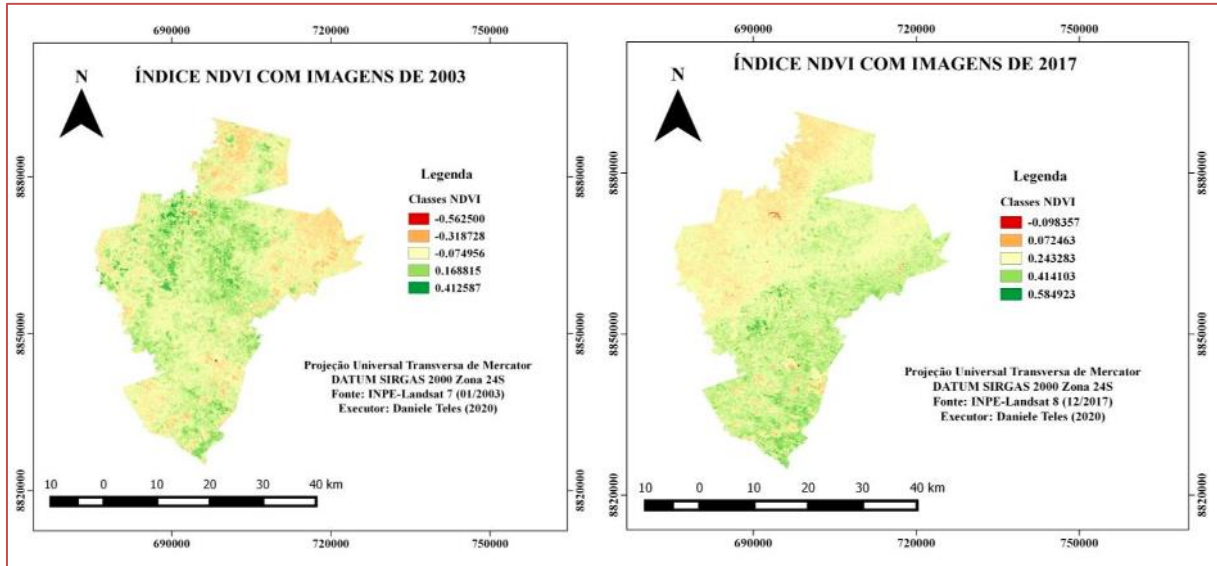 690000
720000
750000
N
ÍNDICE NDVI COM IMAGENS DE 2003
8880000
8850000
8820000
Legenda
Classes NDVI
-0.562500
-0.318728
-0.074956
0.168815
0.412587
Projeção Universal Transversa de Mercator
DATUM SIRGAS 2000 Zona 24S
Fonte: INPE-Landsat 7 (01/2003)
Executor: Daniele Teles (2020)
10 0 10 20 30 40 km
8880000
8850000
8820000
690000
720000
750000
690000
720000
750000
N
ÍNDICE NDVI COM IMAGENS DE 2017
8880000
8850000
8820000
Legenda
Classes NDVI
-0.098357
0.072463
0.243283
0.414103
0.584923
Projeção Universal Transversa de Mercator
DATUM SIRGAS 2000 Zona 24S
Fonte: INPE-Landsat 8 (12/2017)
Executor: Daniele Teles (2020)
10 0 10 20 30 40 km
8880000
8850000
8820000
690000
720000
750000